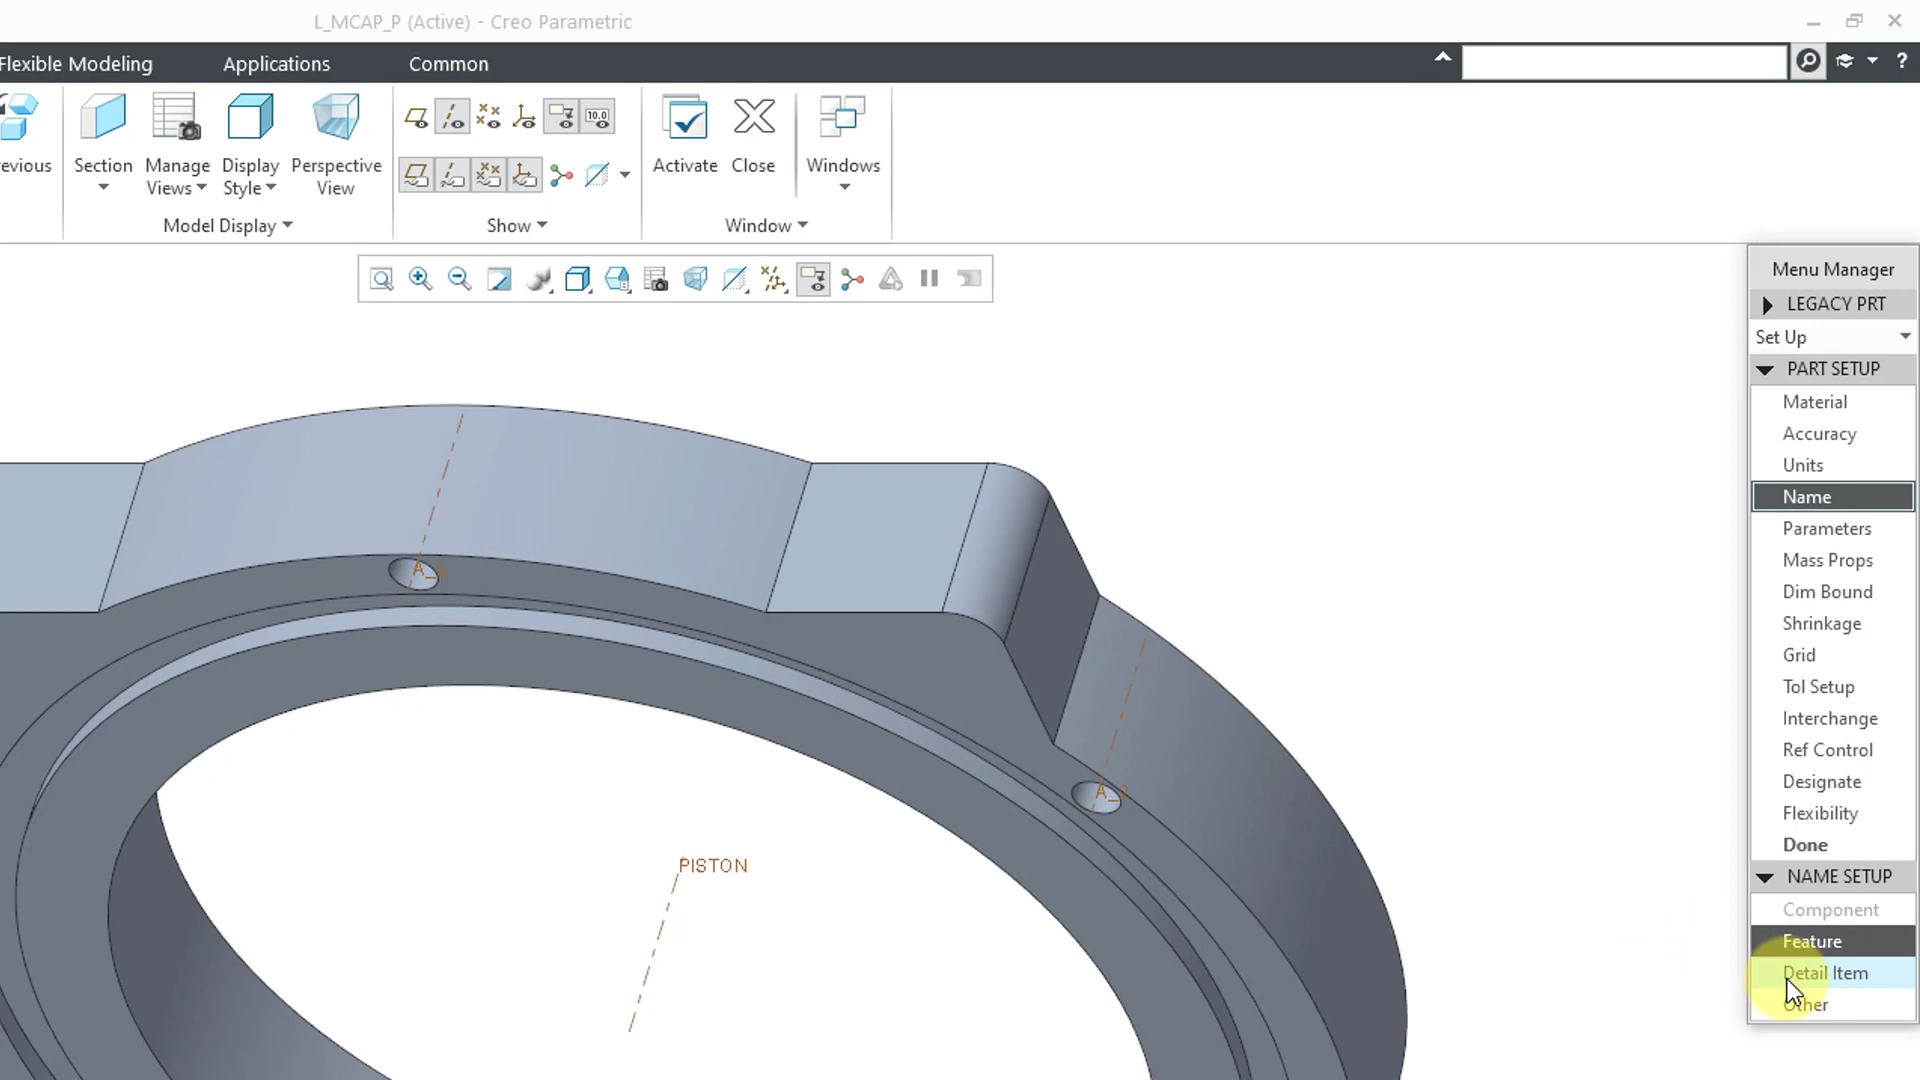 L_MCAP_P (Active) - Creo Parametric
Flexible Modeling Applications Common
evious
Section
Manage Views
Display Style
Perspective View
10.0
Activate
Close
Windows
Model Display
Show
Window
Menu Manager
LEGACY PRT
Set Up
PART SETUP
Material
Accuracy
Units
Name
Parameters
Mass Props
Dim Bound
Shrinkage
Grid
Tol Setup
Interchange
Ref Control
Designate
Flexibility
Done
NAME SETUP
Component
Feature
Detail Item
Other
PISTON